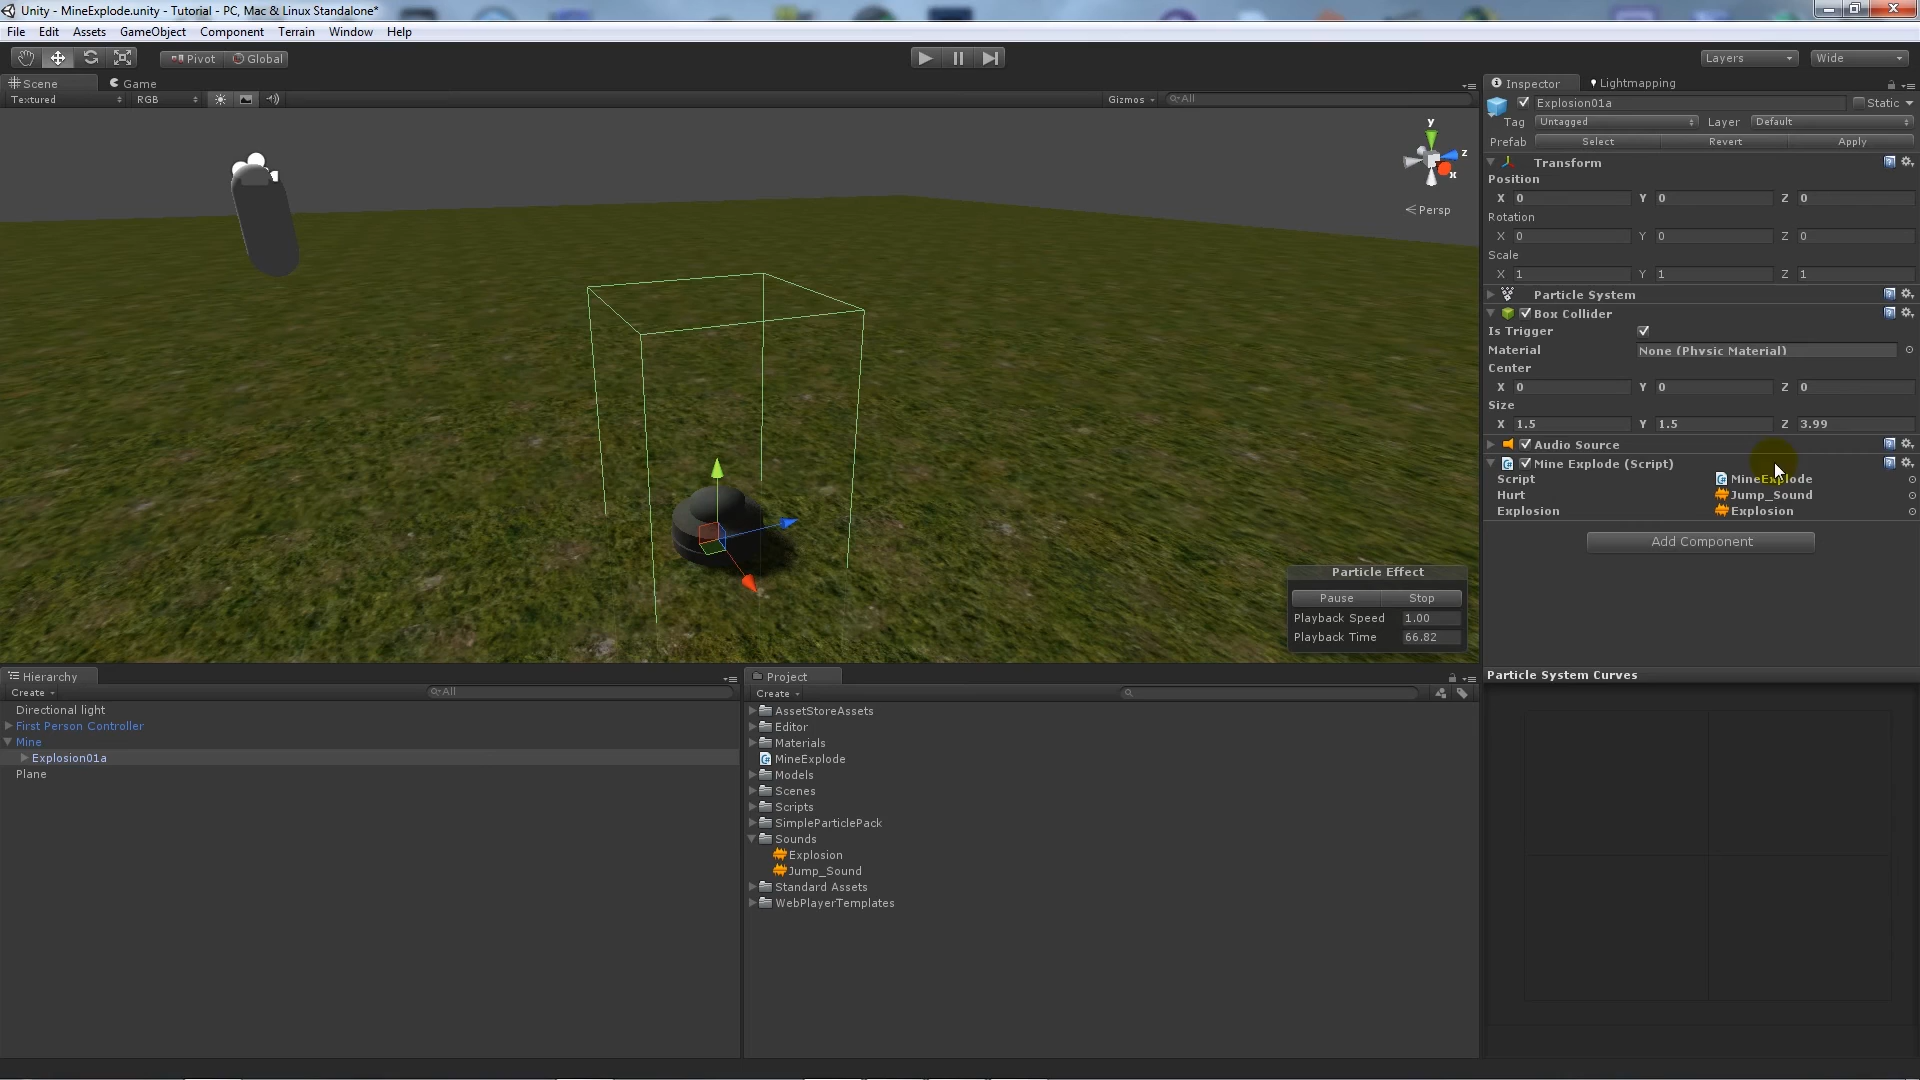 Unity - MineExplode.unity - Tutorial - PC, Mac & Linux Standalone*
File Edit Assets GameObject Component Terrain Window Help
Pivot Global Layers Wide
Scene Game
Textured RGB Gizmos All
y
z
x
Persp
Particle Effect
Pause Stop
Playback Speed 1.00
Playback Time 66.82
Inspector Lightmapping
Explosion01a Static
Tag Untagged Layer Default
Prefab Select Revert Apply
Transform
Position
X 0 Y 0 Z 0
Rotation
X 0 Y 0 Z 0
Scale
X 1 Y 1 Z 1
Particle System
Box Collider
Is Trigger
Material None (Physic Material)
Center
X 0 Y 0 Z 0
Size
X 1.5 Y 1.5 Z 3.99
Audio Source
Mine Explode (Script)
Script MineExplode
Hurt Jump_Sound
Explosion Explosion
Add Component
Particle System Curves
Hierarchy
Create All
Directional light
First Person Controller
Mine
Explosion01a
Plane
Project
Create
AssetStoreAssets
Editor
Materials
MineExplode
Models
Scenes
Scripts
SimpleParticlePack
Sounds
Explosion
Jump_Sound
Standard Assets
WebPlayerTemplates